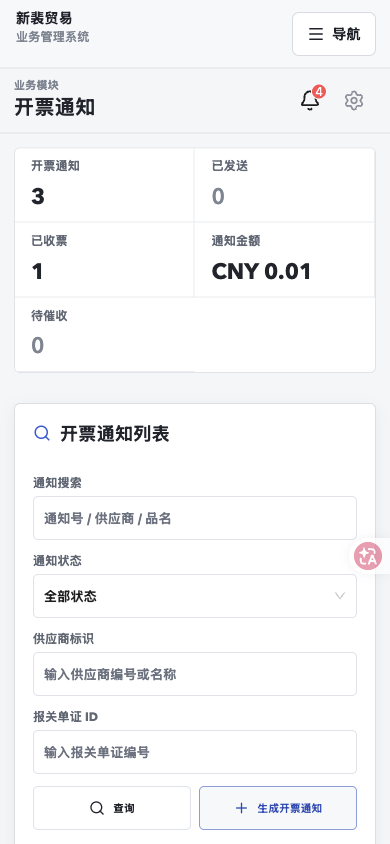 新裴贸易
业务管理系统
导航
业务模块
开票通知
4
开票通知
3
已发送
0
已收票
1
通知金额
CNY 0.01
待催收
0
开票通知列表
通知搜索
通知号 / 供应商 / 品名
通知状态
全部状态
供应商标识
输入供应商编号或名称
报关单证 ID
输入报关单证编号
查询
生成开票通知